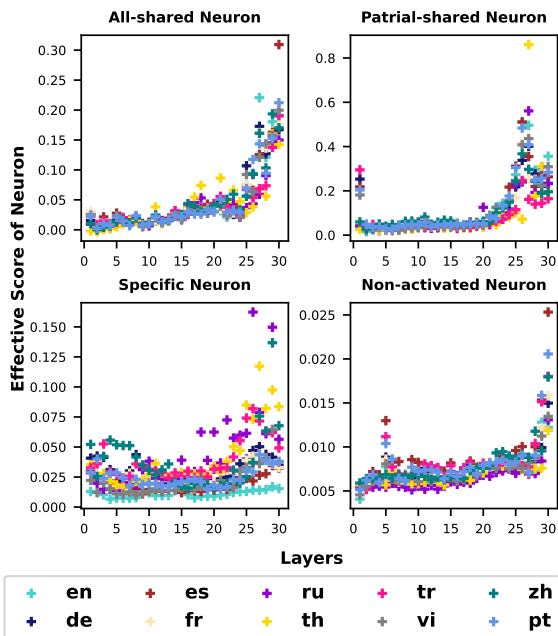 All-shared Neuron
Patrial-shared Neuron
0.30
0.25
0.20
0.15
0.10
0.05
0.00
0.8
0.6
0.4
0.2
0.0
0 5 10 15 20 25 30
0 5 10 15 20 25 30
Effective Score of Neuron
Specific Neuron
Non-activated Neuron
0.150
0.125
0.100
0.075
0.050
0.025
0.000
0.025
0.020
0.015
0.010
0.005
0 5 10 15 20 25 30
0 5 10 15 20 25 30
Layers
en es ru tr zh
de fr th vi pt